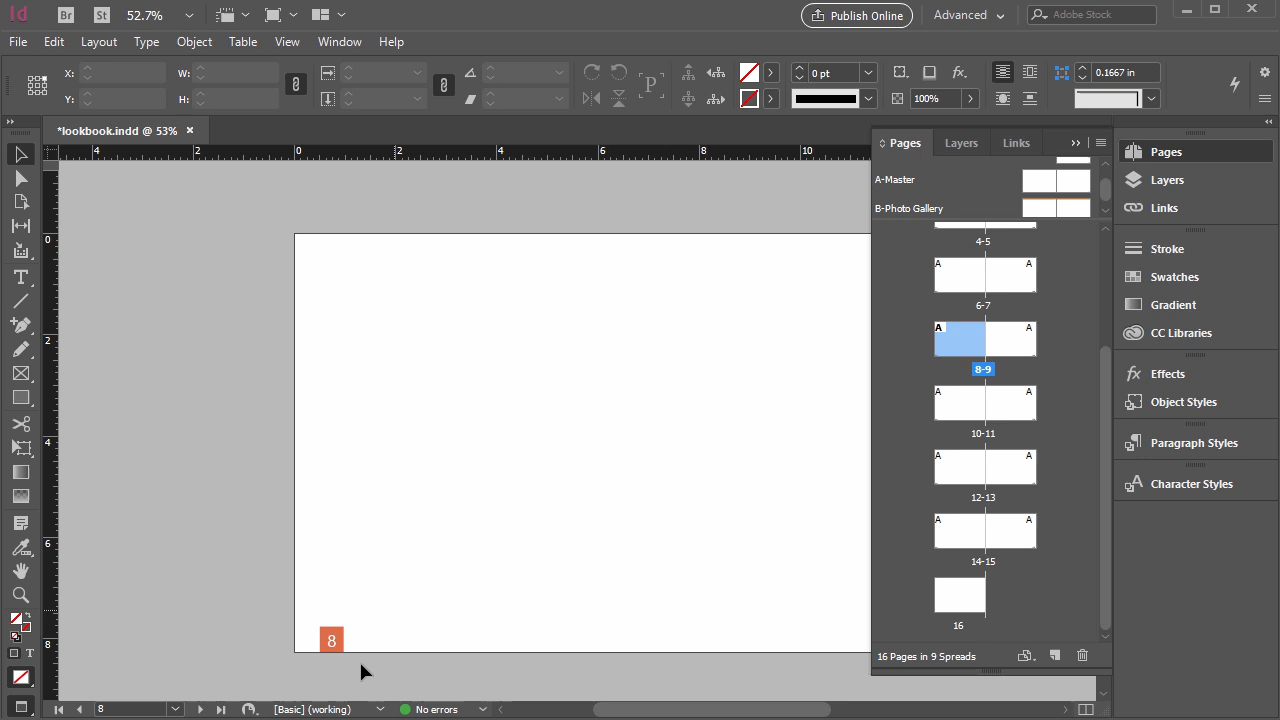 Id Br St 52.7% Publish Online Advanced Adobe Stock
File Edit Layout Type Object Table View Window Help
X: W: 0 pt 0.1667 in
Y: H: 100%
*lookbook.indd @ 53%
4 2 0 2 4 6 8 10
0
2
4
6
8
Pages Layers Links
A-Master
B-Photo Gallery
4-5
A A
6-7
A A
8-9
A A
10-11
A A
12-13
A A
14-15
16
16 Pages in 9 Spreads
Pages
Layers
Links
Stroke
Swatches
Gradient
CC Libraries
Effects
Object Styles
Paragraph Styles
Character Styles
8
8 [Basic] (working) No errors